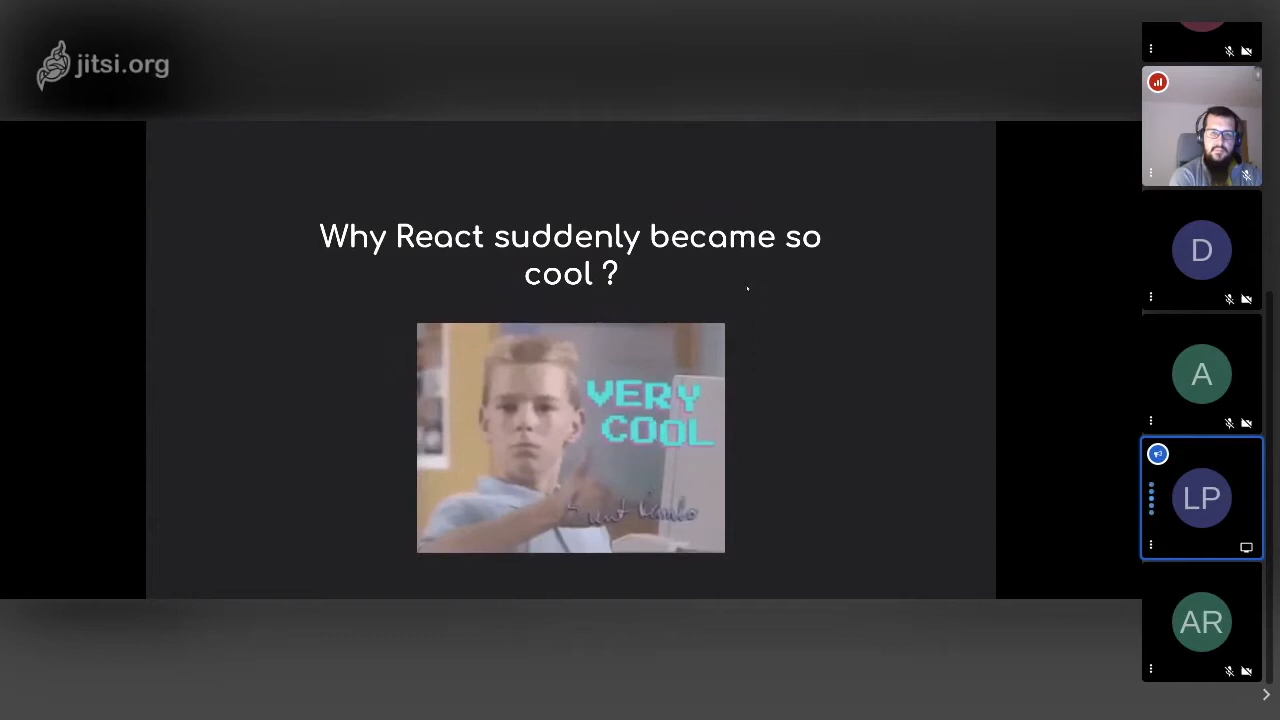 jitsi.org
Why React suddenly became so
cool ?
VERY
COOL
D
A
LP
AR